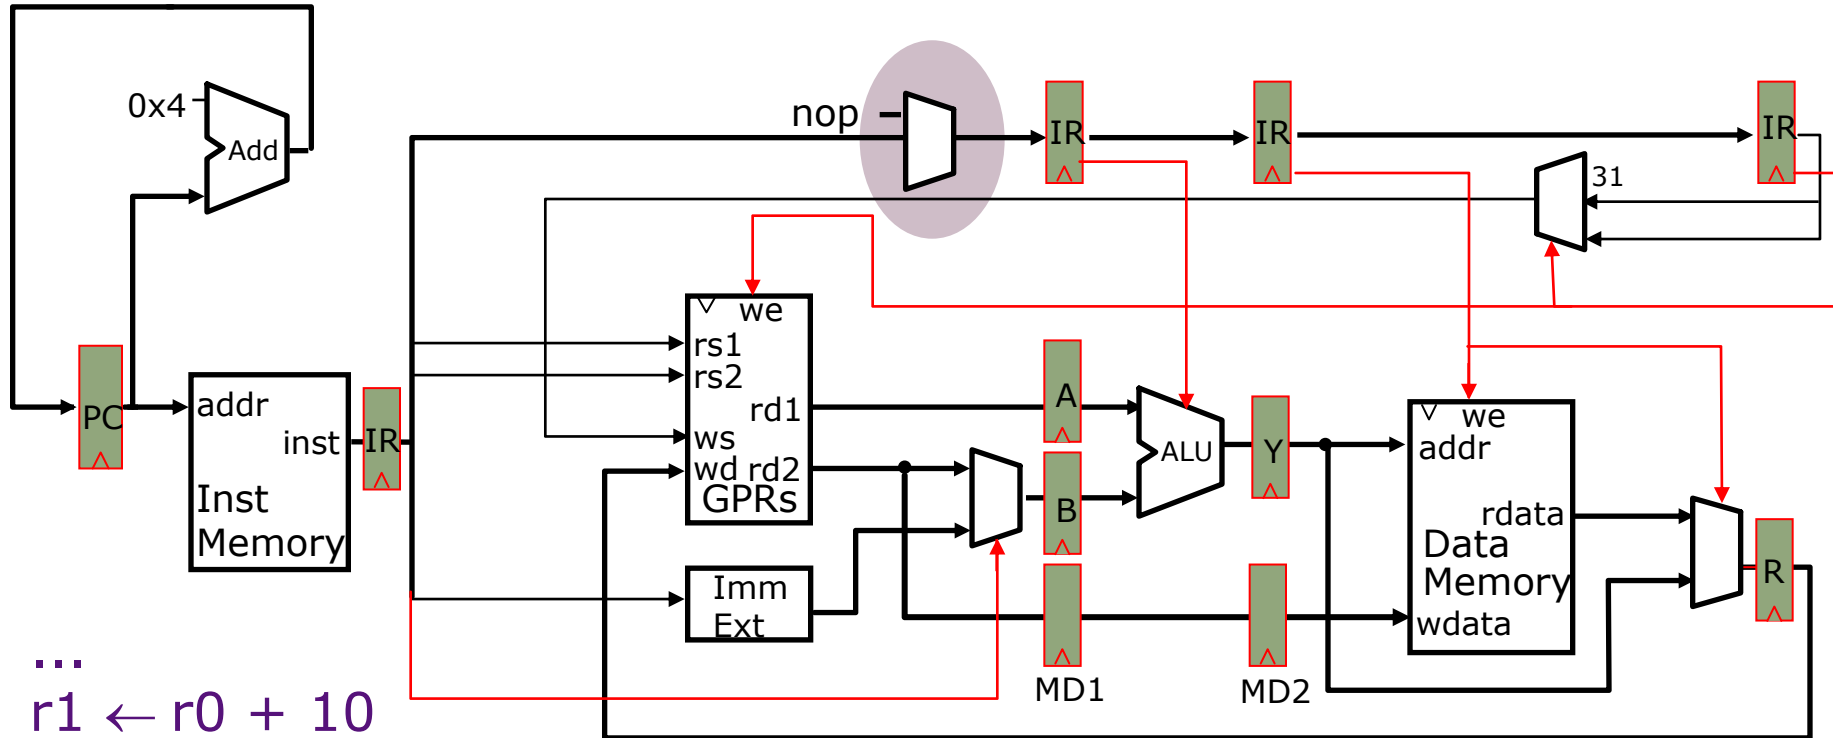 0x4
Add
nop
IR
IR
IR
31
we
rs1
rs2
rd1
ws
wd rd2
GPRs
PC
addr
inst
Inst
Memory
IR
A
B
ALU
Y
we
addr
rdata
Data
Memory
wdata
R
Imm
Ext
MD1
MD2
...
r1 ← r0 + 10